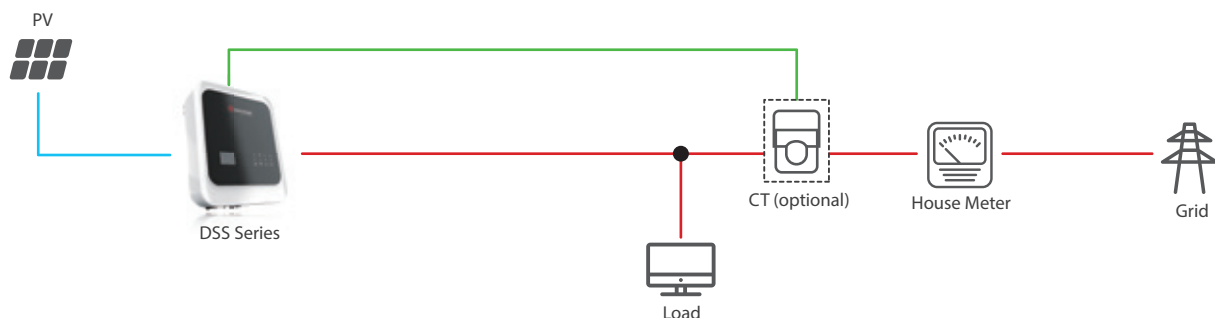 PV
DSS Series
CT (optional)
House Meter
Grid
Load